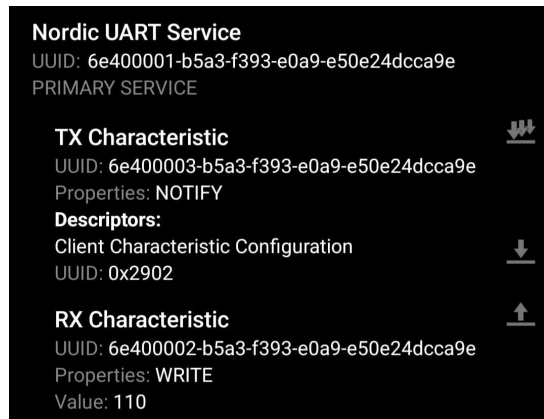 Nordic UART Service
UUID: 6e400001-b5a3-f393-e0a9-e50e24dcca9e
PRIMARY SERVICE
TX Characteristic
UUID: 6e400003-b5a3-f393-e0a9-e50e24dcca9e
Properties: NOTIFY
Descriptors:
Client Characteristic Configuration
UUID: 0x2902
RX Characteristic
UUID: 6e400002-b5a3-f393-e0a9-e50e24dcca9e
Properties: WRITE
Value: 110